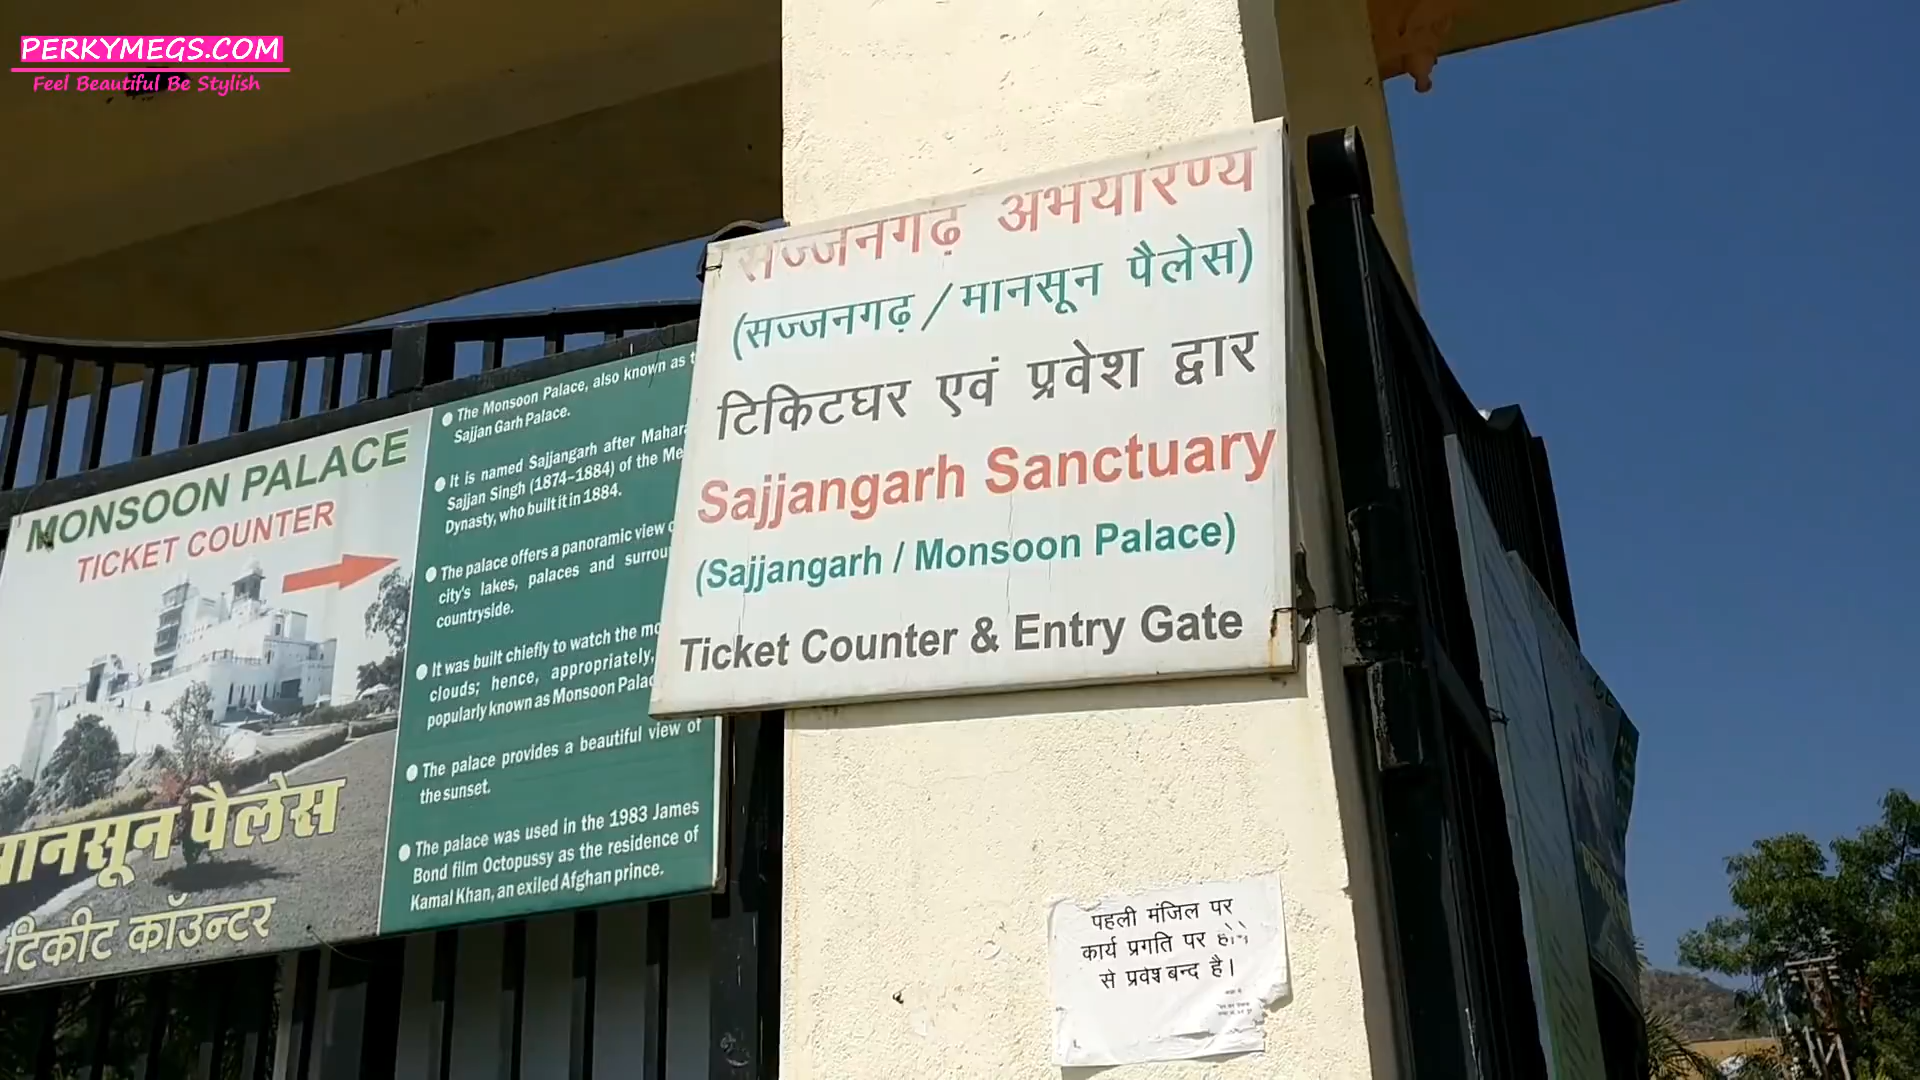 PERKYMEGS.COM
Feel Beautiful Be Stylish
MONSOON PALACE
TICKET COUNTER
मानसून पैलेस
टिकीट कॉउन्टर
The Monsoon Palace, also known as
Sajjan Garh Palace.
It is named Sajjangarh after
Sajjan Singh (1874-1884) of the
Dynasty, who built it in 1884.
The palace offers a panoramic view
city's lakes, palaces and
countryside.
It was built chiefly to watch the
clouds; hence, appropriately,
popularly known as Monsoon
The palace provides a beautiful view of
the sunset.
The palace was used in the 1983 James
Bond film Octopussy as the residence of
Kamal Khan, an exiled Afghan prince.
सज्जनगढ़ अभयारण्य
(सज्जनगढ़ / मानसून पैलेस)
टिकिटघर एवं प्रवेश द्वार
Sajjangarh Sanctuary
(Sajjangarh / Monsoon Palace)
Ticket Counter & Entry Gate
पहली मंजिल पर
कार्य प्रगति पर
से प्रवेश बन्द है।